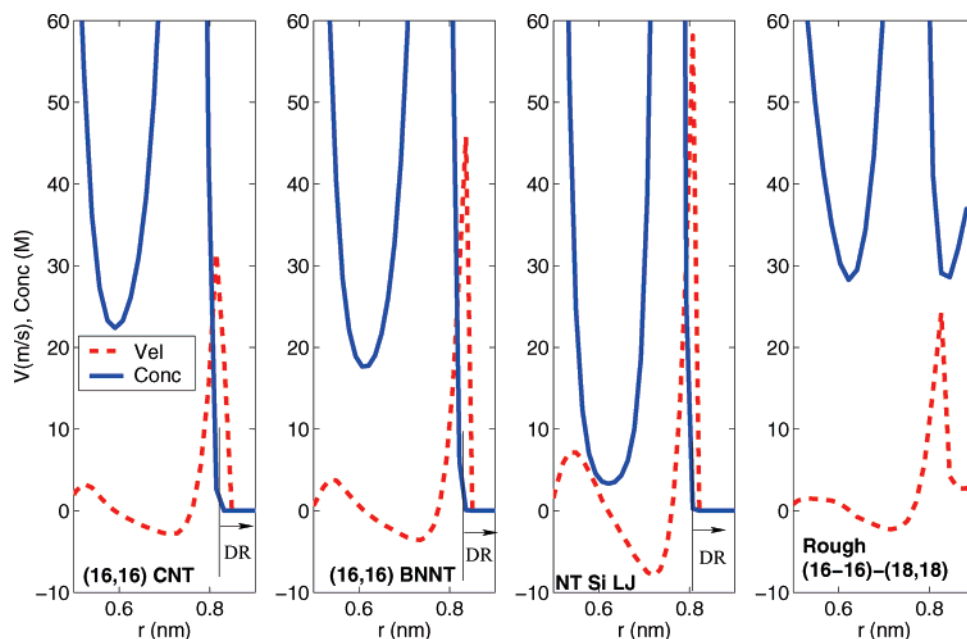 60
50
40
30
20
10
0
−10
V(m/s), Conc (M)
Vel
Conc
DR
(16,16) CNT
0.6 0.8
r (nm)
60
50
40
30
20
10
0
−10
DR
(16,16) BNNT
0.6 0.8
r (nm)
60
50
40
30
20
10
0
−10
DR
NT Si LJ
0.6 0.8
r (nm)
60
50
40
30
20
10
0
−10
Rough
(16−16)−(18,18)
0.6 0.8
r (nm)